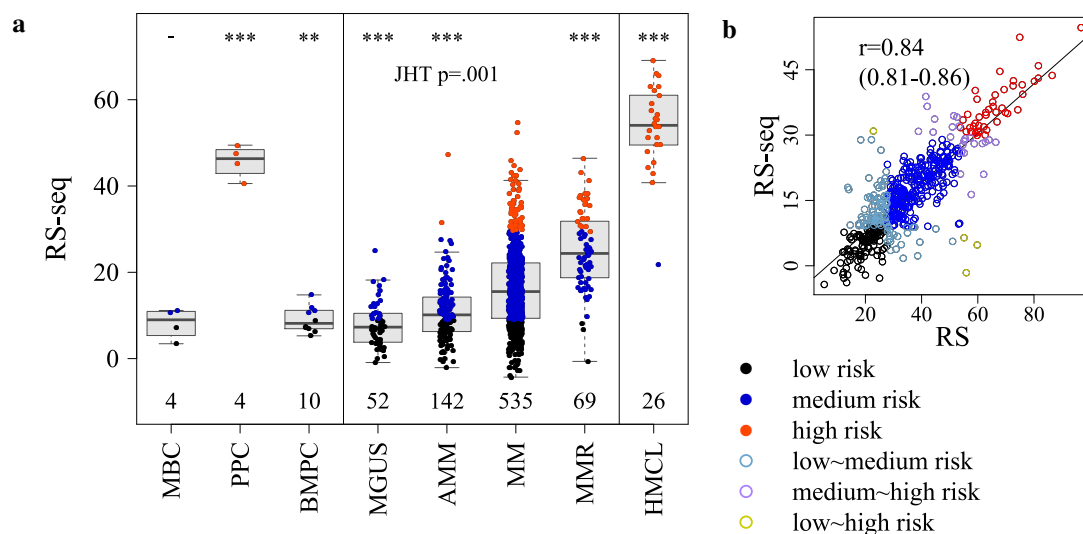 a
- *** ** *** *** *** ***
JHT p=.001
RS-seq
60
40
20
0
4 4 10 52 142 535 69 26
MBC PPC BMPC MGUS AMM MM MMR HMCL
b
r=0.84
(0.81-0.86)
RS-seq
45
30
15
0
20 40 60 80
RS
low risk
medium risk
high risk
low~medium risk
medium~high risk
low~high risk